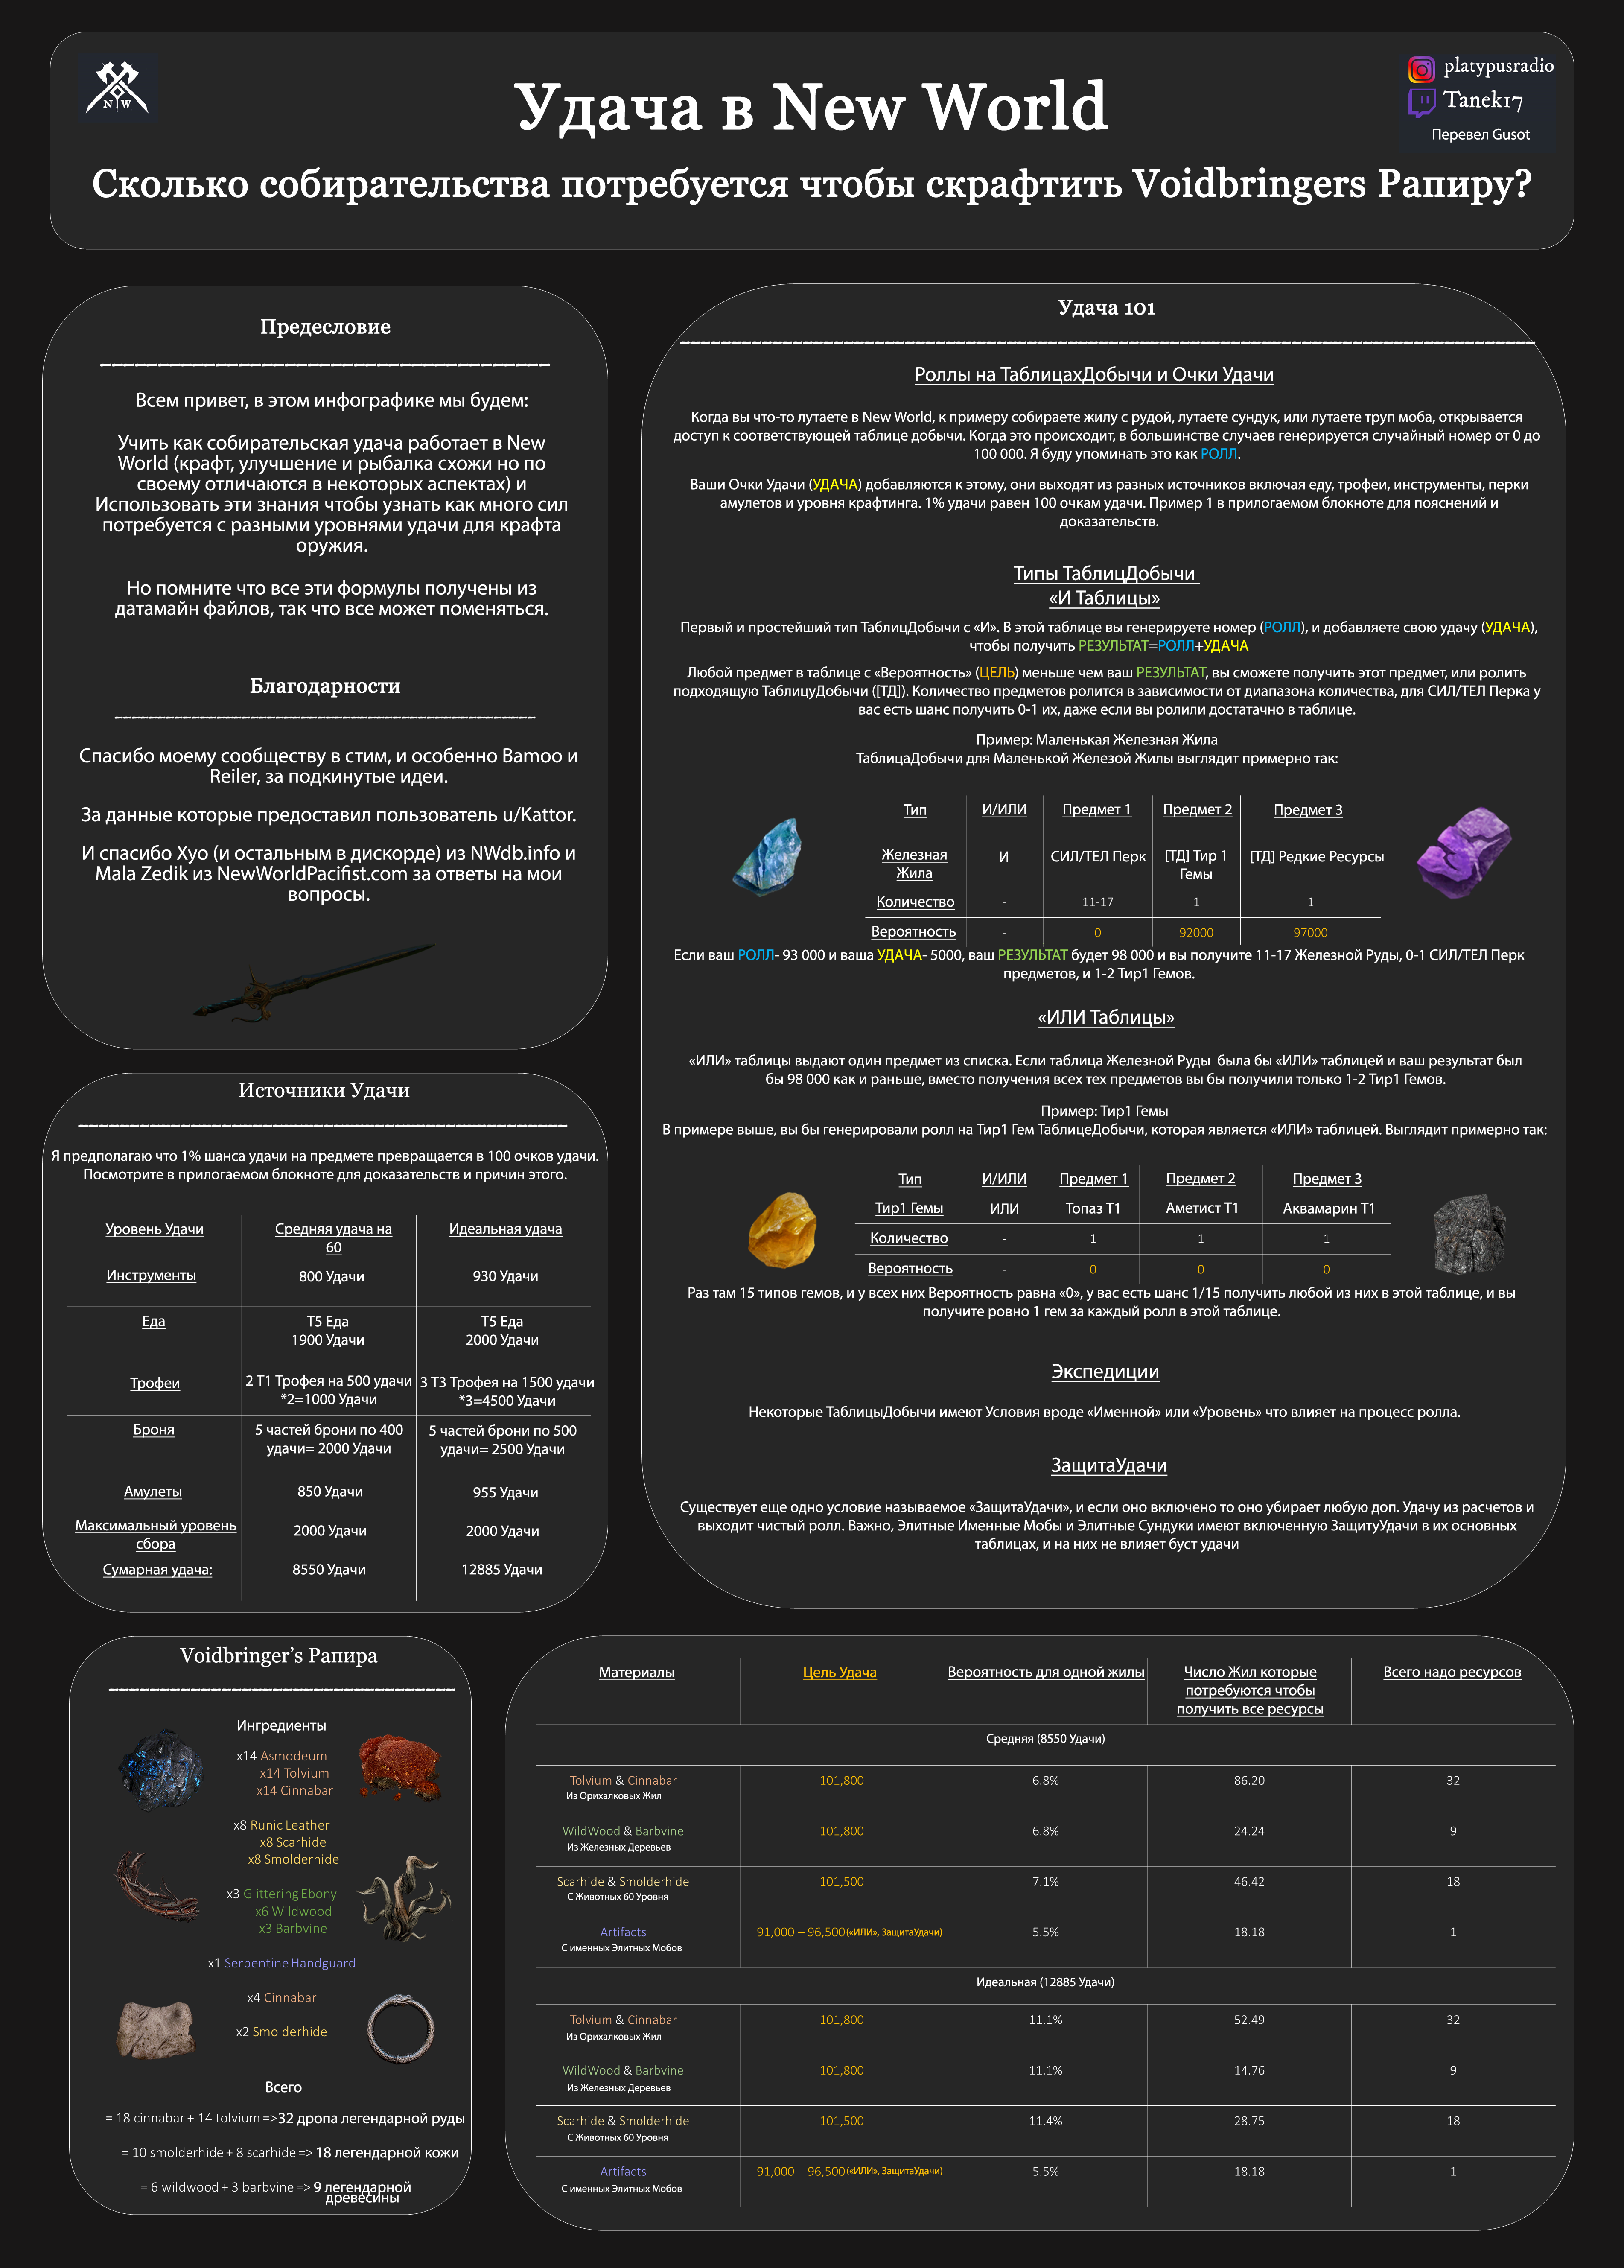 N W
Удача в New World
Сколько собирательства потребуется чтобы скрафтить Voidbringers Рапиру?
platypusradio
Tanek17
Перевел Gusot
Предесловие
Всем привет, в этом инфографике мы будем:
Учить как собирательская удача работает в New
World (крафт, улучшение и рыбалка схожи но по
своему отличаются в некоторых аспектах) и
Использовать эти знания чтобы узнать как много сил
потребуется с разными уровнями удачи для крафта
оружия.
Но помните что все эти формулы получены из
датамайн файлов, так что все может поменяться.
Благодарности
Спасибо моему сообществу в стим, и особенно Bamoo и
Reiler, за подкинутые идеи.
За данные которые предоставил пользователь u/Kattor.
И спасибо Xyo (и остальным в дискорде) из NWdb.info и
Mala Zedik из NewWorldPacifist.com за ответы на мои
вопросы.
Удача 101
Роллы на ТаблицахДобычи и Очки Удачи
Когда вы что-то лутаете в New World, к примеру собираете жилу с рудой, лутаете сундук, или лутаете труп моба, открывается
доступ к соответствующей таблице добычи. Когда это происходит, в большинстве случаев генерируется случайный номер от 0 до
100 000. Я буду упоминать это как РОЛЛ.
Ваши Очки Удачи (УДАЧА) добавляются к этому, они выходят из разных источников включая еду, трофеи, инструменты, перки
амулетов и уровня крафтинга. 1% удачи равен 100 очкам удачи. Пример 1 в прилогаемом блокноте для пояснений и
доказательств.
Типы ТаблицДобычи
«И Таблицы»
Первый и простейший тип ТаблицДобычи с «И». В этой таблице вы генерируете номер (РОЛЛ), и добавляете свою удачу (УДАЧА),
чтобы получить РЕЗУЛЬТАТ=РОЛЛ+УДАЧА
Любой предмет в таблице с «Вероятность» (ЦЕЛЬ) меньше чем ваш РЕЗУЛЬТАТ, вы сможете получить этот предмет, или ролить
подходящую ТаблицуДобычи ([ТД]). Количество предметов ролится в зависимости от диапазона количества, для СИЛ/ТЕЛ Перка у
вас есть шанс получить 0-1 их, даже если вы ролили достатачно в таблице.
Пример: Маленькая Железная Жила
ТаблицаДобычи для Маленькой Железой Жилы выглядит примерно так:
Тип И/ИЛИ Предмет 1 Предмет 2 Предмет 3
Железная Жила И СИЛ/ТЕЛ Перк [ТД] Тир 1 Гемы [ТД] Редкие Ресурсы
Количество - 11-17 1 1
Вероятность - 0 92000 97000
Если ваш РОЛЛ- 93 000 и ваша УДАЧА- 5000, ваш РЕЗУЛЬТАТ будет 98 000 и вы получите 11-17 Железной Руды, 0-1 СИЛ/ТЕЛ Перк
предметов, и 1-2 Тир1 Гемов.
«ИЛИ Таблицы»
«ИЛИ» таблицы выдают один предмет из списка. Если таблица Железной Руды была бы «ИЛИ» таблицей и ваш результат был
бы 98 000 как и раньше, вместо получения всех тех предметов вы бы получили только 1-2 Тир1 Гемов.
Пример: Тир1 Гемы
В примере выше, вы бы генерировали ролл на Тир1 Гем ТаблицеДобычи, которая является «ИЛИ» таблицей. Выглядит примерно так:
Тип И/ИЛИ Предмет 1 Предмет 2 Предмет 3
Тир1 Гемы ИЛИ Топаз Т1 Аметист Т1 Аквамарин Т1
Количество - 1 1 1
Вероятность - 0 0 0
Раз там 15 типов гемов, и у всех них Вероятность равна «0», у вас есть шанс 1/15 получить любой из них в этой таблице, и вы
получите ровно 1 гем за каждый ролл в этой таблице.
Экспедиции
Некоторые ТаблицыДобычи имеют Условия вроде «Именной» или «Уровень» что влияет на процесс ролла.
ЗащитаУдачи
Существует еще одно условие называемое «ЗащитаУдачи», и если оно включено то оно убирает любую доп. Удачу из расчетов и
выходит чистый ролл. Важно, Элитные Именные Мобы и Элитные Сундуки имеют включенную ЗащитуУдачи в их основных
таблицах, и на них не влияет буст удачи
Источники Удачи
Я предполагаю что 1% шанса удачи на предмете превращается в 100 очков удачи.
Посмотрите в прилогаемом блокноте для доказательств и причин этого.
Уровень Удачи Средняя удача на 60 Идеальная удача
Инструменты 800 Удачи 930 Удачи
Еда Т5 Еда 1900 Удачи Т5 Еда 2000 Удачи
Трофеи 2 Т1 Трофея на 500 удачи *2=1000 Удачи 3 Т3 Трофея на 1500 удачи *3=4500 Удачи
Броня 5 частей брони по 400 удачи= 2000 Удачи 5 частей брони по 500 удачи= 2500 Удачи
Амулеты 850 Удачи 955 Удачи
Максимальный уровень сбора 2000 Удачи 2000 Удачи
Сумарная удача: 8550 Удачи 12885 Удачи
Voidbringer’s Рапира
Ингредиенты
x14 Asmodeum
x14 Tolvium
x14 Cinnabar
x8 Runic Leather
x8 Scarhide
x8 Smolderhide
x3 Glittering Ebony
x6 Wildwood
x3 Barbvine
x1 Serpentine Handguard
x4 Cinnabar
x2 Smolderhide
Всего
= 18 cinnabar + 14 tolvium =>32 дропа легендарной руды
= 10 smolderhide + 8 scarhide => 18 легендарной кожи
= 6 wildwood + 3 barbvine => 9 легендарной
древесины
Материалы Цель Удача Вероятность для одной жилы Число Жил которые потребуются чтобы получить все ресурсы Всего надо ресурсов
Средняя (8550 Удачи)
Tolvium & Cinnabar 101,800 6.8% 86.20 32
Из Орихалковых Жил
WildWood & Barbvine 101,800 6.8% 24.24 9
Из Железных Деревьев
Scarhide & Smolderhide 101,500 7.1% 46.42 18
С Животных 60 Уровня
Artifacts 91,000 – 96,500 («ИЛИ», ЗащитаУдачи) 5.5% 18.18 1
С именных Элитных Мобов
Идеальная (12885 Удачи)
Tolvium & Cinnabar 101,800 11.1% 52.49 32
Из Орихалковых Жил
WildWood & Barbvine 101,800 11.1% 14.76 9
Из Железных Деревьев
Scarhide & Smolderhide 101,500 11.4% 28.75 18
С Животных 60 Уровня
Artifacts 91,000 – 96,500 («ИЛИ», ЗащитаУдачи) 5.5% 18.18 1
С именных Элитных Мобов